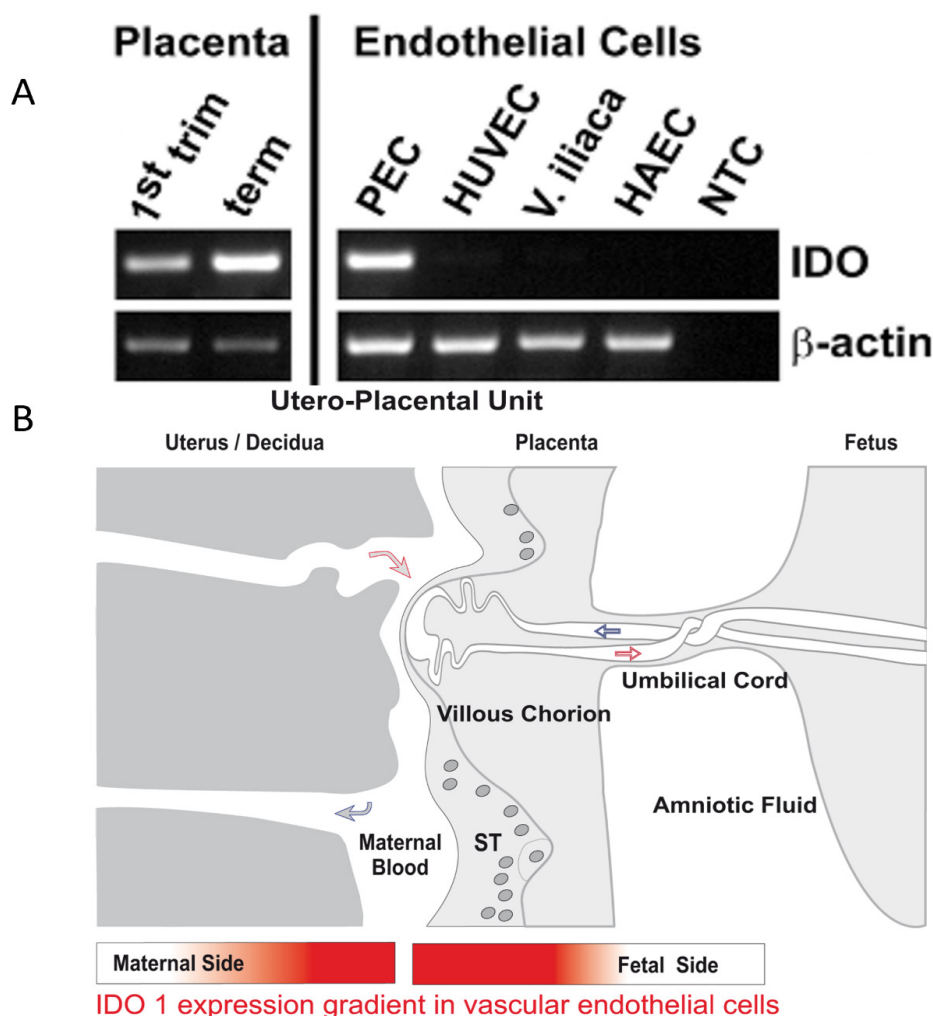 Placenta Endothelial Cells
A
1st trim term PEC HUVEC V. iliaca HAEC NTC
IDO
β-actin
Utero-Placental Unit
B
Uterus / Decidua Placenta Fetus
Umbilical Cord
Villous Chorion
Amniotic Fluid
Maternal
Blood
ST
Maternal Side Fetal Side
IDO 1 expression gradient in vascular endothelial cells